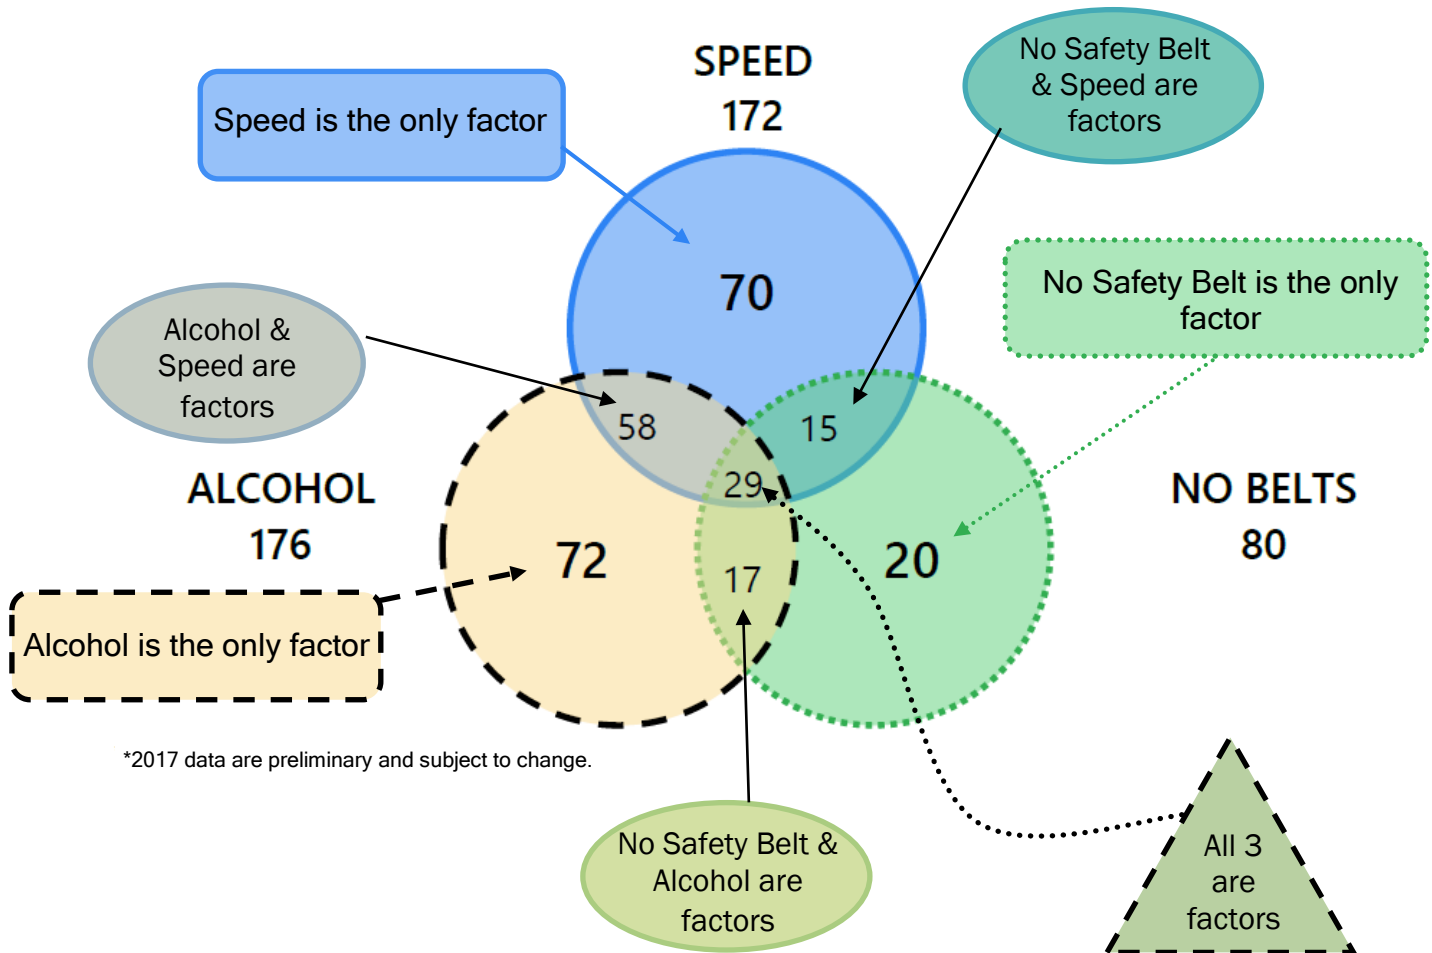 SPEED
172
No Safety Belt
& Speed are
factors
Speed is the only factor
70
No Safety Belt is the only
factor
Alcohol &
Speed are
factors
58
15
29
ALCOHOL
176
NO BELTS
80
72
20
17
Alcohol is the only factor
*2017 data are preliminary and subject to change.
No Safety Belt &
Alcohol are
factors
All 3
are
factors